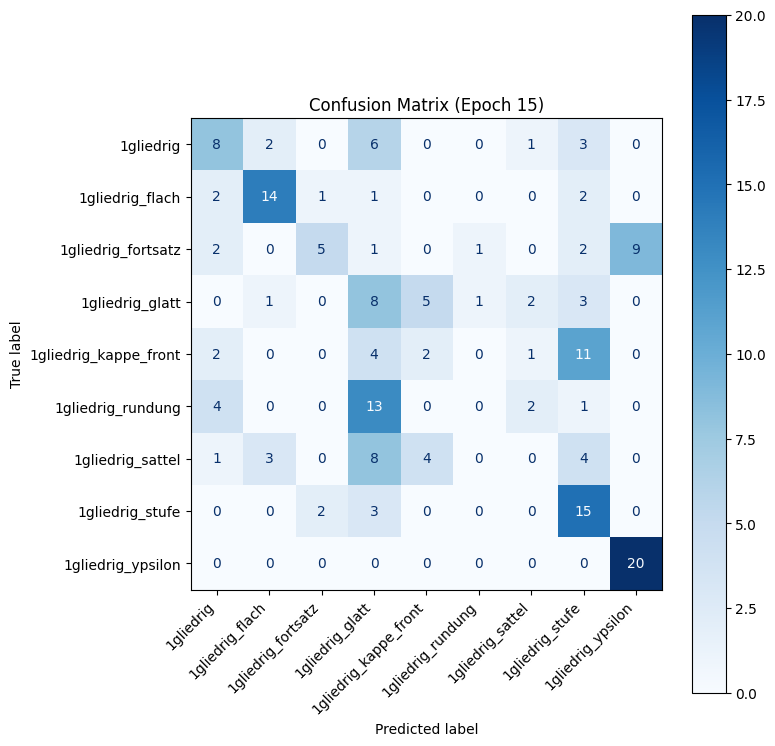 Confusion Matrix (Epoch 15)
True label
1gliedrig 8 2 0 6 0 0 1 3 0
1gliedrig_flach 2 14 1 1 0 0 0 2 0
1gliedrig_fortsatz 2 0 5 1 0 1 0 2 9
1gliedrig_glatt 0 1 0 8 5 1 2 3 0
1gliedrig_kappe_front 2 0 0 4 2 0 1 11 0
1gliedrig_rundung 4 0 0 13 0 0 2 1 0
1gliedrig_sattel 1 3 0 8 4 0 0 4 0
1gliedrig_stufe 0 0 2 3 0 0 0 15 0
1gliedrig_ypsilon 0 0 0 0 0 0 0 0 20
1gliedrig
1gliedrig_flach
1gliedrig_fortsatz
1gliedrig_glatt
1gliedrig_kappe_front
1gliedrig_rundung
1gliedrig_sattel
1gliedrig_stufe
1gliedrig_ypsilon
Predicted label
20.0
17.5
15.0
12.5
10.0
7.5
5.0
2.5
0.0